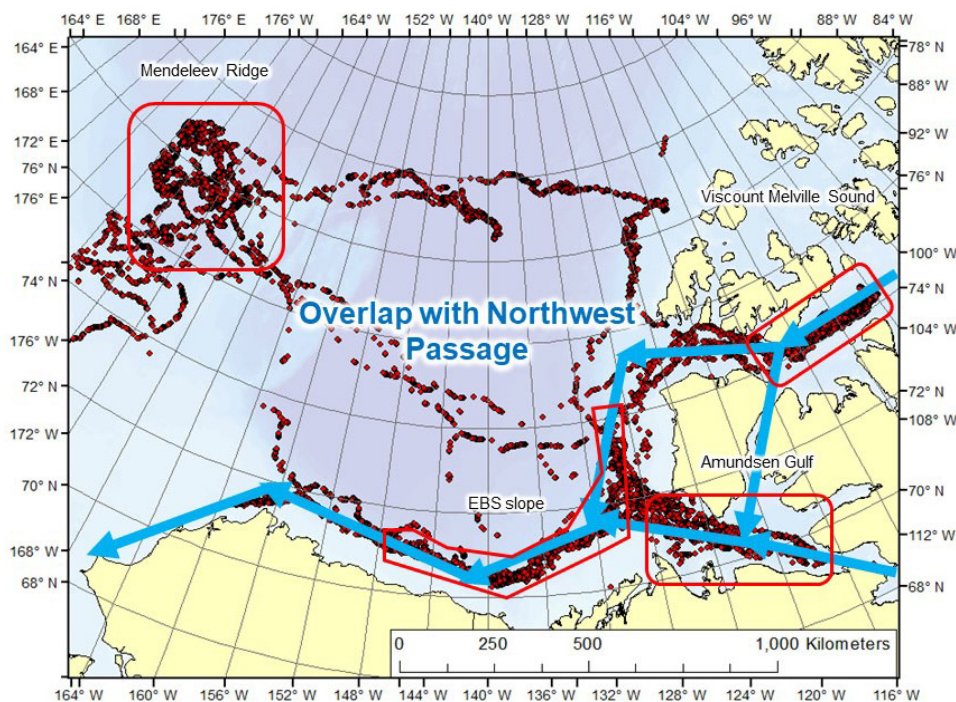 164° W 160° W 156° W 152° W 148° W 144° W 140° W 136° W 132° W 128° W 124° W 120° W 116° W
164° E 168° E 176° E 176° W 164° W 152° W 140° W 128° W 116° W 104° W 96° W 88° W 84° W
164° E
168° E
172° E
76° N
176° E
74° N
176° W
72° N
172° W
70° N
168° W
68° N
78° N
88° W
92° W
76° N
100° W
74° N
104° W
72° N
108° W
70° N
112° W
68° N
Mendeleev Ridge
Viscount Melville Sound
Overlap with Northwest
Passage
Amundsen Gulf
EBS slope
0 250 500 1,000 Kilometers